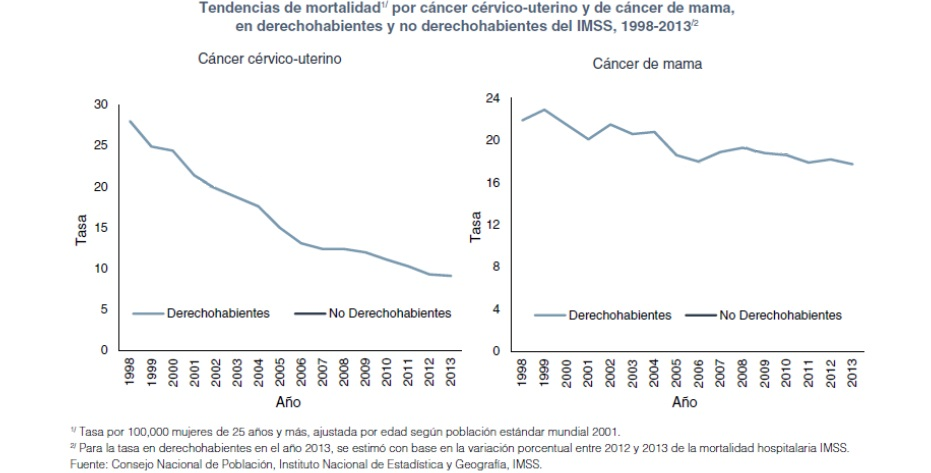 Tendencias de mortalidad1/ por cáncer cérvico-uterino y de cáncer de mama,
en derechohabientes y no derechohabientes del IMSS, 1998-2013/2
Cáncer cérvico-uterino
30
25
20
15
10
5
0
Tasa
Derechohabientes No Derechohabientes
1998 1999 2000 2001 2002 2003 2004 2005 2006 2007 2008 2009 2010 2011 2012 2013
Año
Cáncer de mama
24
20
16
12
8
4
0
Tasa
Derechohabientes No Derechohabientes
1998 1999 2000 2001 2002 2003 2004 2005 2006 2007 2008 2009 2010 2011 2012 2013
Año
1/ Tasa por 100,000 mujeres de 25 años y más, ajustada por edad según población estándar mundial 2001.
2/ Para la tasa en derechohabientes en el año 2013, se estimó con base en la variación porcentual entre 2012 y 2013 de la mortalidad hospitalaria IMSS.
Fuente: Consejo Nacional de Población, Instituto Nacional de Estadística y Geografía, IMSS.